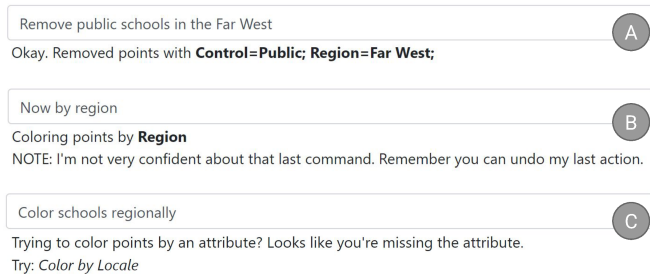 Remove public schools in the Far West
A
Okay. Removed points with Control=Public; Region=Far West;
Now by region
B
Coloring points by Region
NOTE: I'm not very confident about that last command. Remember you can undo my last action.
Color schools regionally
C
Trying to color points by an attribute? Looks like you're missing the attribute.
Try: Color by Locale